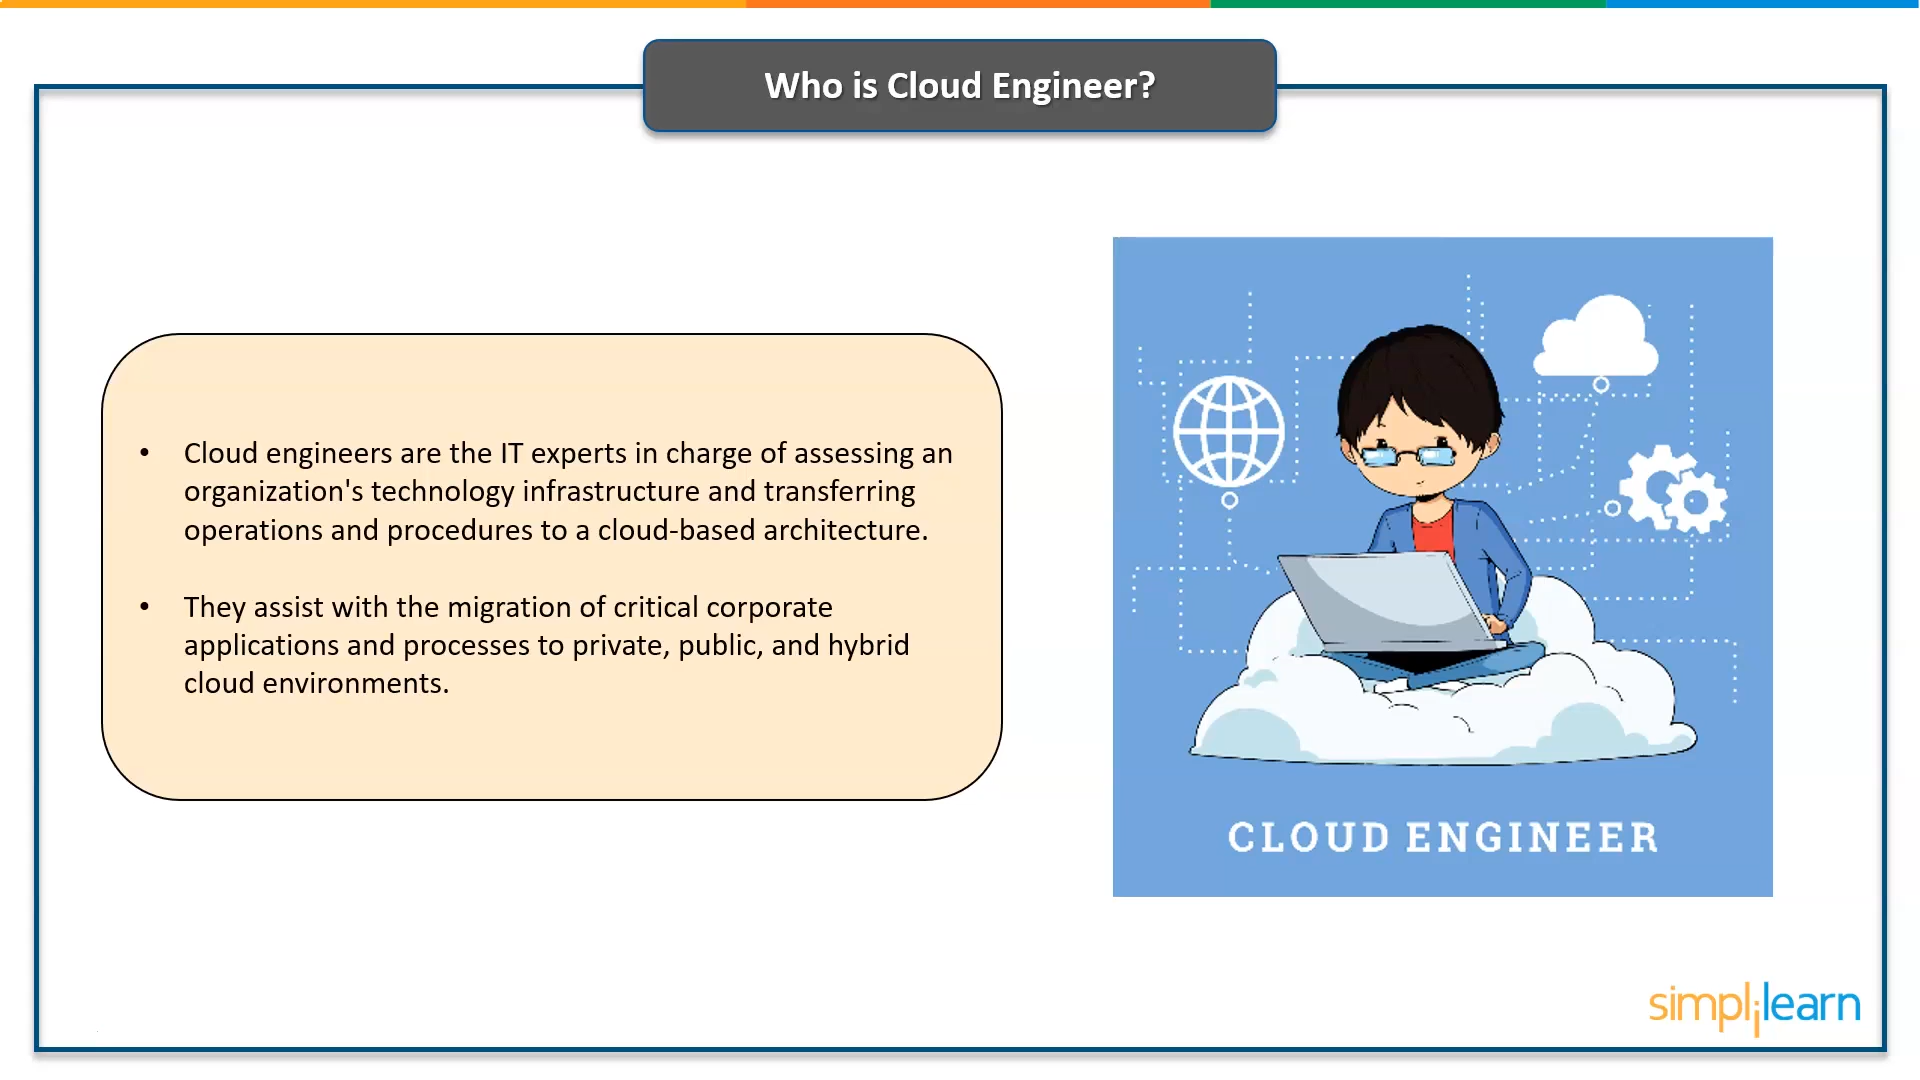 Who is Cloud Engineer?
• Cloud engineers are the IT experts in charge of assessing an
organization's technology infrastructure and transferring
operations and procedures to a cloud-based architecture.
• They assist with the migration of critical corporate
applications and processes to private, public, and hybrid
cloud environments.
CLOUD ENGINEER
simplilearn